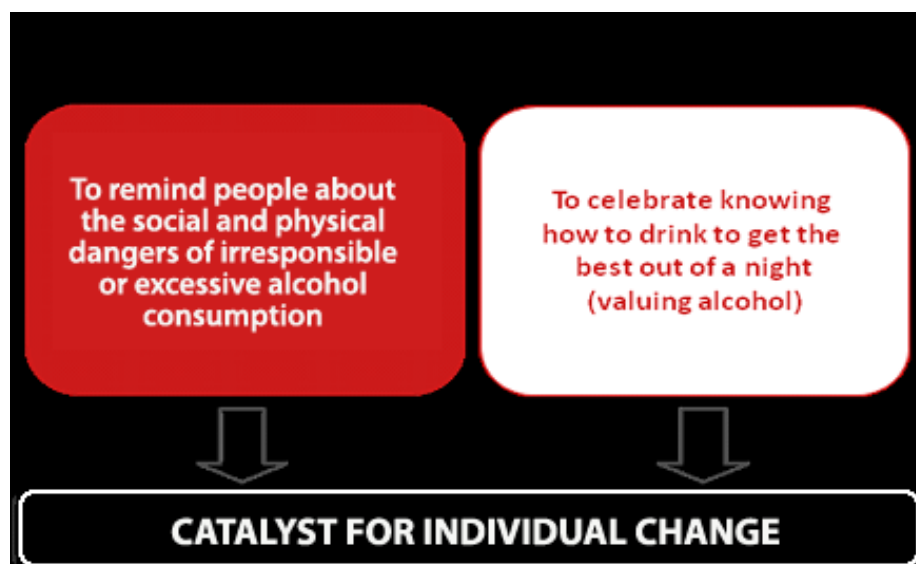 To remind people about
the social and physical
dangers of irresponsible
or excessive alcohol
consumption
To celebrate knowing
how to drink to get the
best out of a night
(valuing alcohol)
CATALYST FOR INDIVIDUAL CHANGE